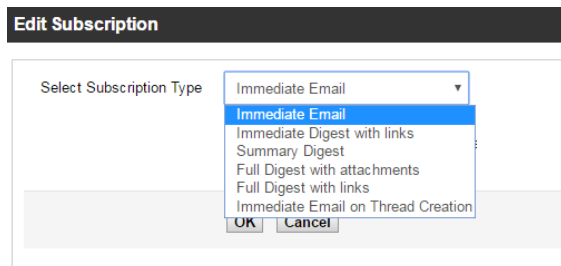 Edit Subscription
Select Subscription Type Immediate Email
Immediate Email
Immediate Digest with links
Summary Digest
Full Digest with attachments
Full Digest with links
Immediate Email on Thread Creation
OK Cancel